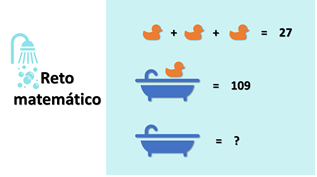 Reto
matemático
+ + = 27
= 109
= ?